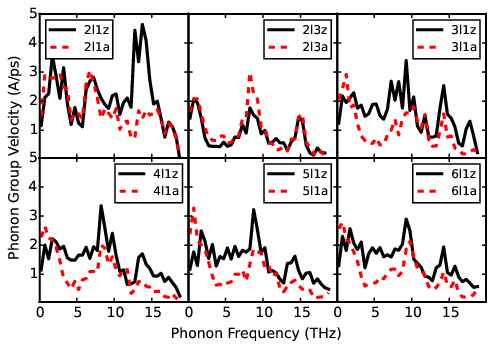 5
4
3
2
1
2l1z
2l1a
2l3z
2l3a
3l1z
3l1a
Phonon Group Velocity (A/ps)
5
4
3
2
1
4l1z
4l1a
5l1z
5l1a
6l1z
6l1a
0 5 10 15 0 5 10 15 0 5 10 15
Phonon Frequency (THz)